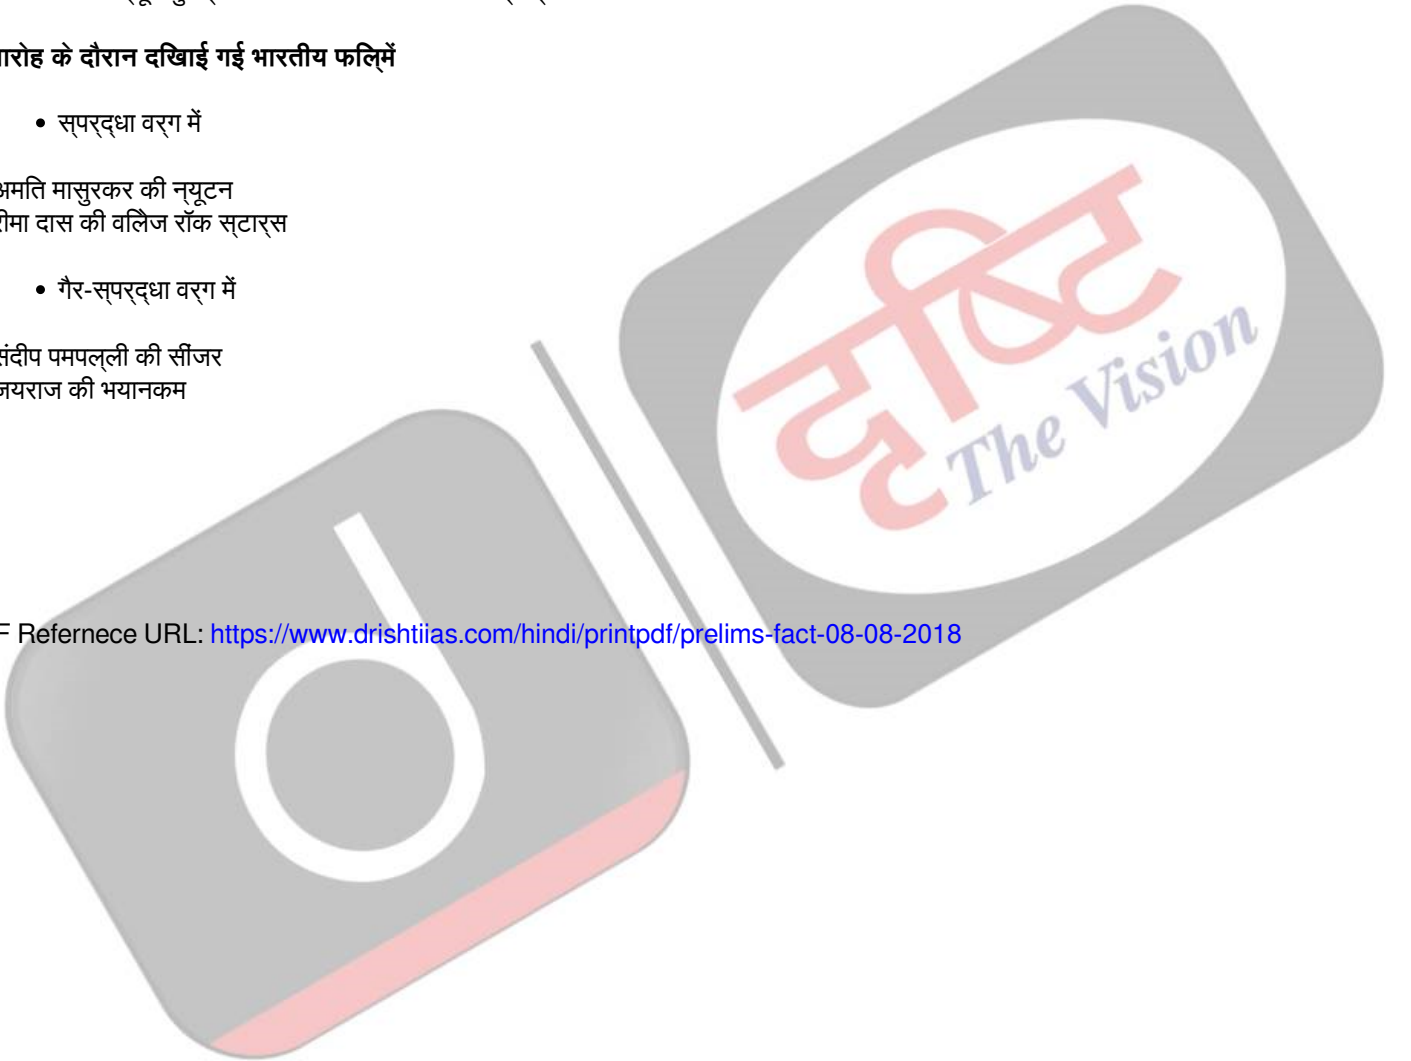 के दौरान दिखाई गई भारतीय फिल्में
• स्पर्द्धा वर्ग में
मासुरकर की न्यूटन
दास की विलेज रॉक स्टार्स
• गैर-स्पर्द्धा वर्ग में
संदीप पमपल्ली की सींजर
जयराज की भयानकम
Refernece URL: https://www.drishtiias.com/hindi/printpdf/prelims-fact-08-08-2018
दृष्टि
The Vision
d